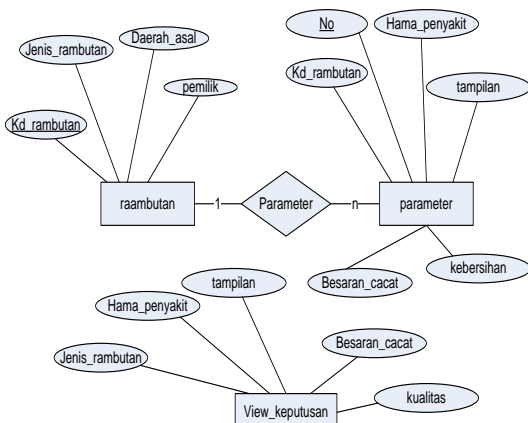 Daerah_asal
Jenis_rambutan
pemilik
Kd_rambutan
No
Hama_penyakit
Kd_rambutan
tampilan
raambutan
1
Parameter
n
parameter
Besaran_cacat
kebersihan
tampilan
Hama_penyakit
Jenis_rambutan
Besaran_cacat
kualitas
View_keputusan